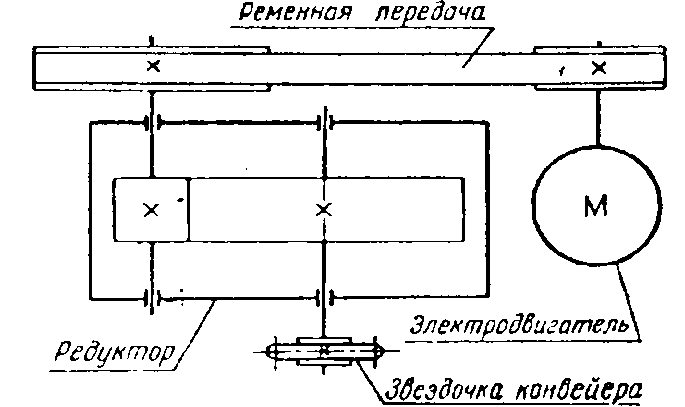 Ременная передача
М
Электродвигатель
Редуктор
Звездочка конвейера